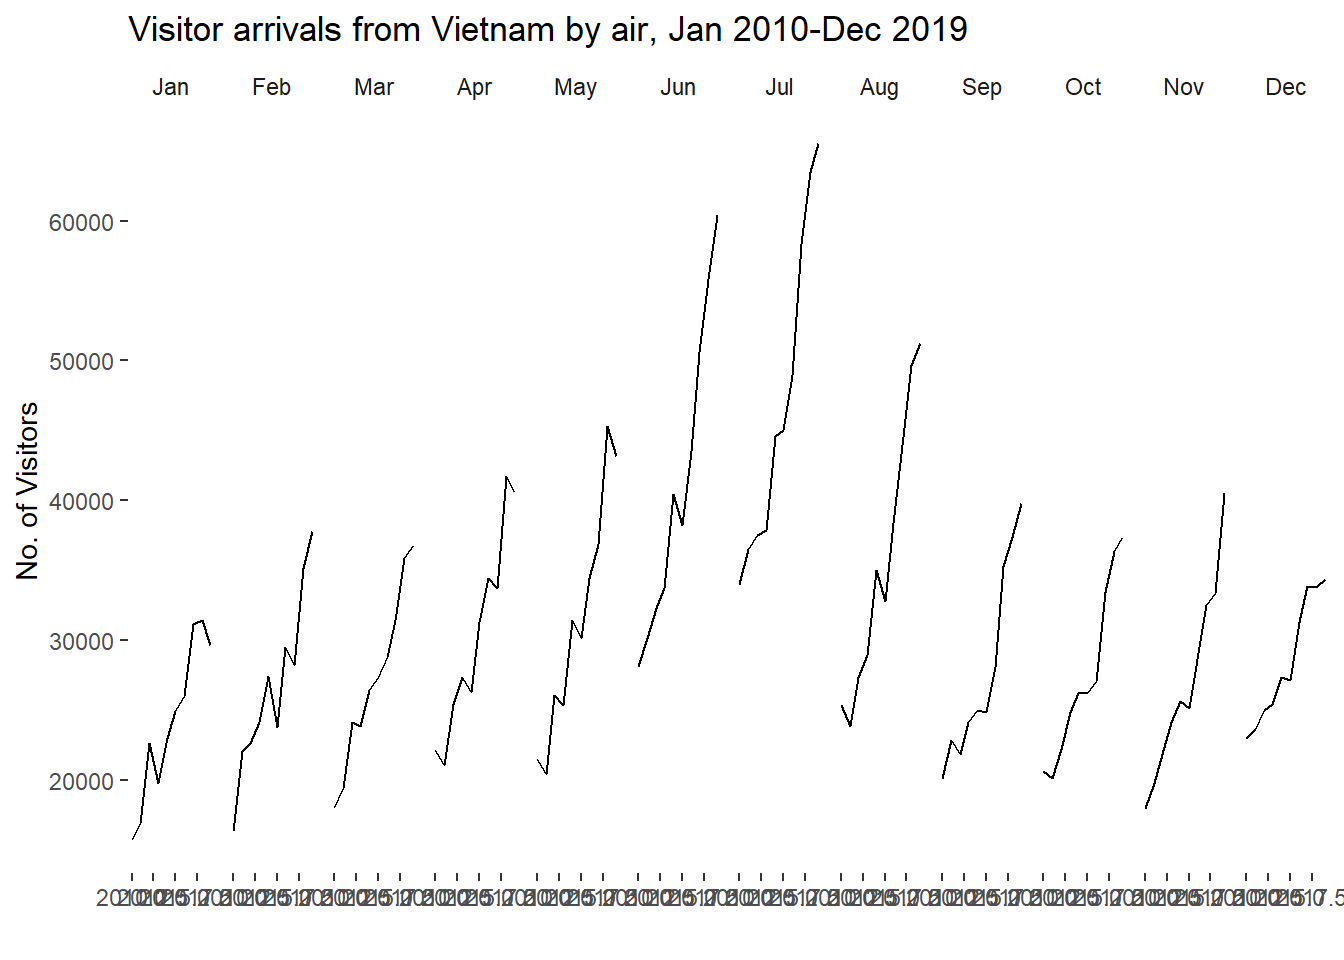 Visitor arrivals from Vietnam by air, Jan 2010-Dec 2019
Jan Feb Mar Apr May Jun Jul Aug Sep Oct Nov Dec
60000
50000
40000
30000
20000
No. of Visitors